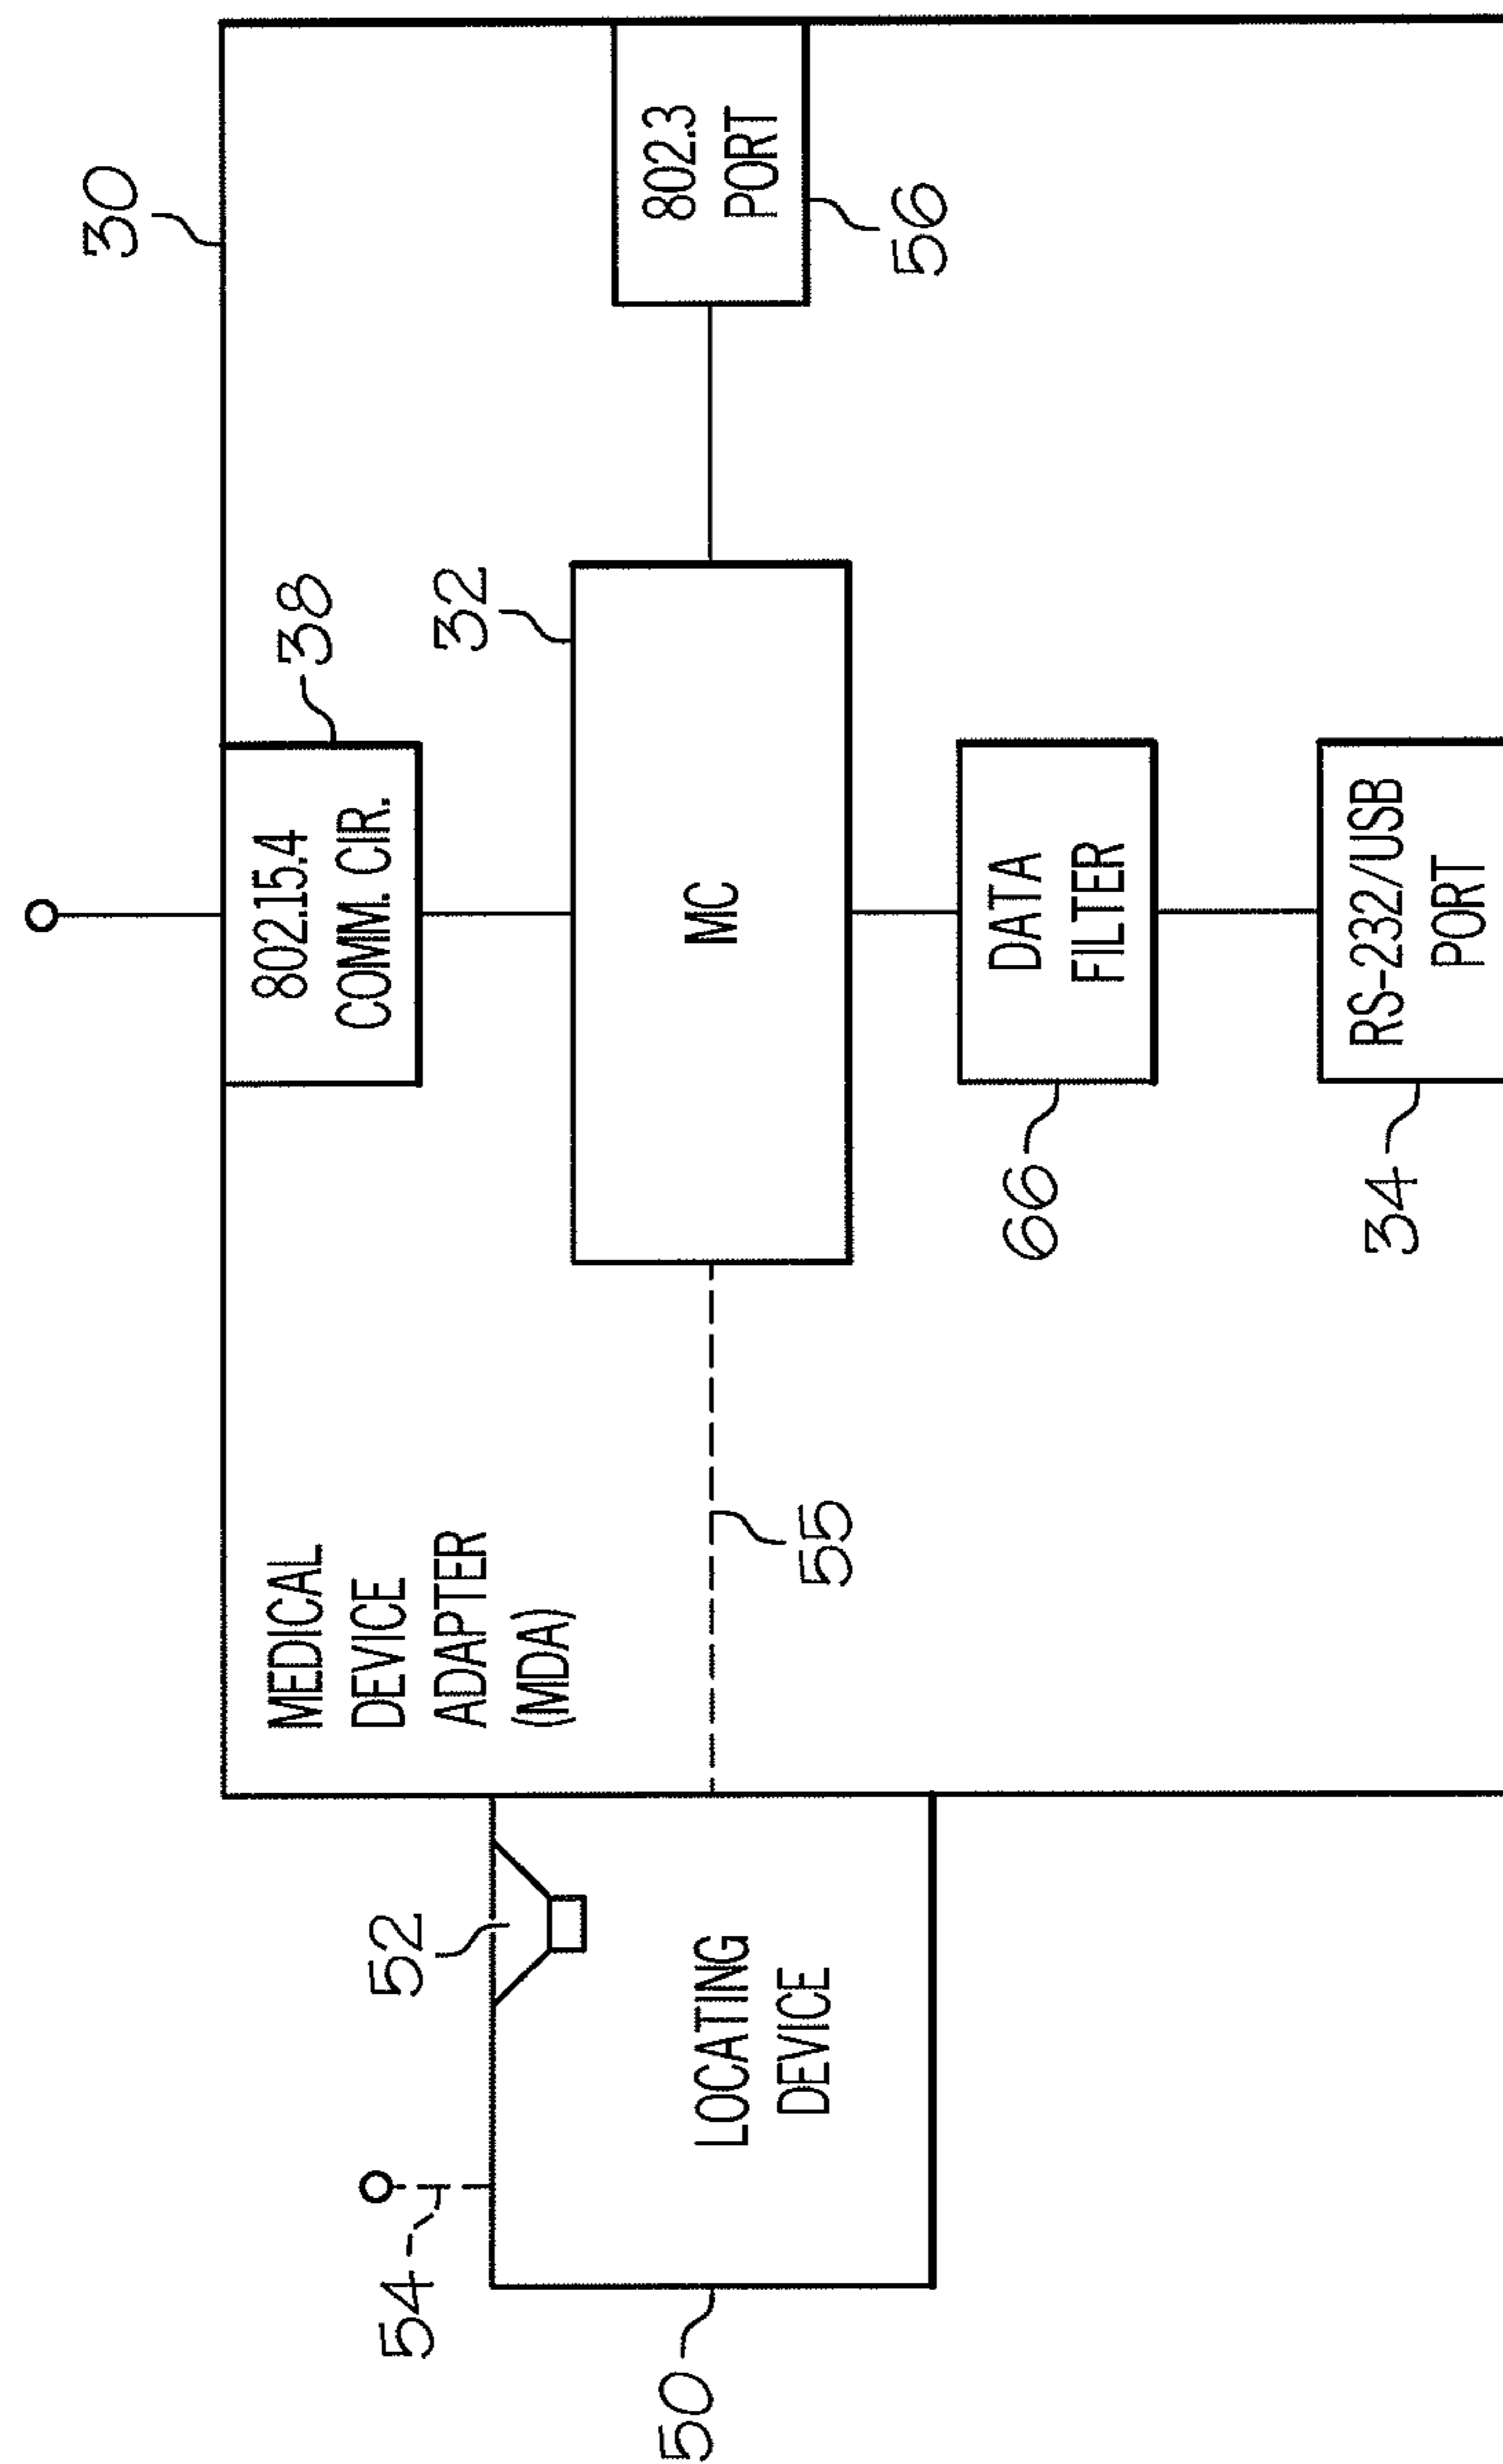 30
802.15.4
COMM. CIR.
38
32
MC
802.3
PORT
56
MEDICAL
DEVICE
ADAPTER
(MDA)
52
54
LOCATING
DEVICE
50
55
DATA
FILTER
66
RS-232/USB
PORT
34